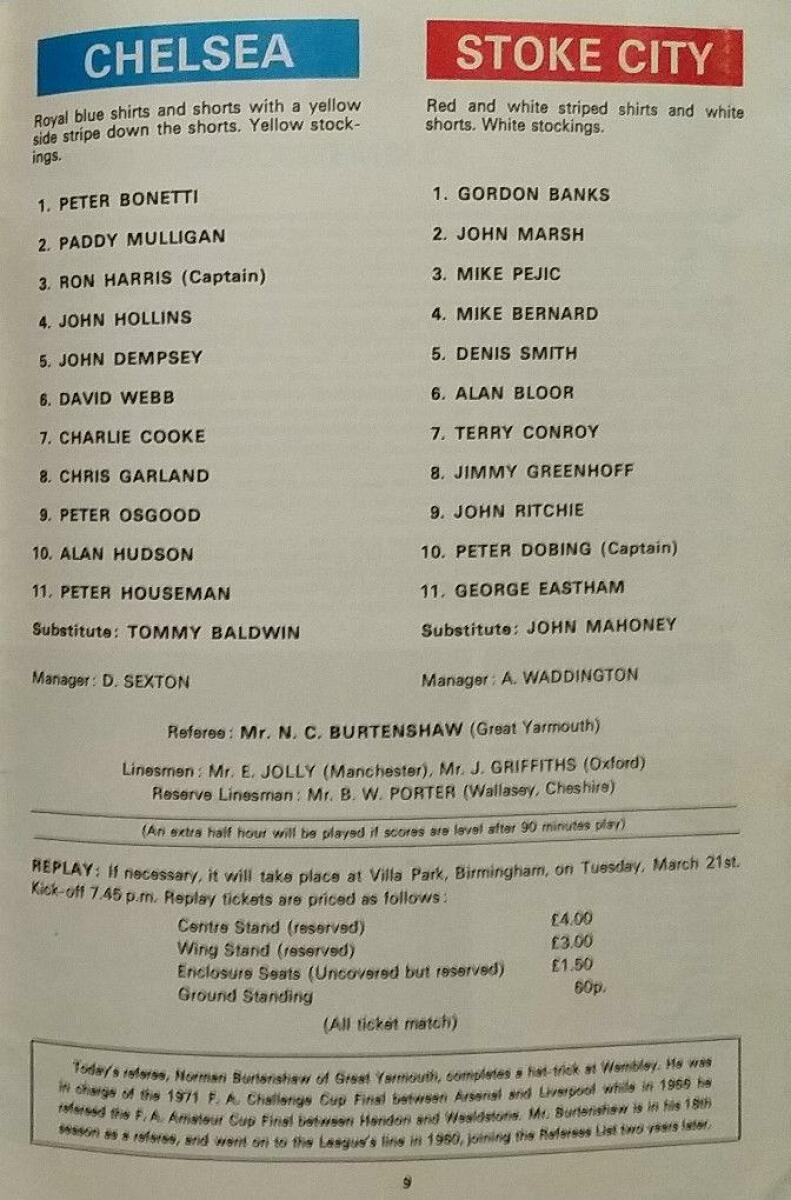 CHELSEA
Royal blue shirts and shorts with a yellow
side stripe down the shorts. Yellow stock-
ings.
1. PETER BONETTI
2. PADDY MULLIGAN
3. RON HARRIS (Captain)
4. JOHN HOLLINS
5. JOHN DEMPSEY
6. DAVID WEBB
7. CHARLIE COOKE
8. CHRIS GARLAND
9. PETER OSGOOD
10. ALAN HUDSON
11. PETER HOUSEMAN
Substitute: TOMMY BALDWIN
Manager: D. SEXTON
STOKE CITY
Red and white striped shirts and white
shorts. White stockings.
1. GORDON BANKS
2. JOHN MARSH
3. MIKE PEJIC
4. MIKE BERNARD
5. DENIS SMITH
6. ALAN BLOOR
7. TERRY CONROY
8. JIMMY GREENHOFF
9. JOHN RITCHIE
10. PETER DOBING (Captain)
11. GEORGE EASTHAM
Substitute: JOHN MAHONEY
Manager: A. WADDINGTON
Referee: Mr. N. C. BURTENSHAW (Great Yarmouth)
Linesmen: Mr. E. JOLLY (Manchester), Mr. J. GRIFFITHS (Oxford)
Reserve Linesman: Mr. B. W. PORTER (Wallasey, Cheshire)
(An extra half hour will be played if scores are level after 90 minutes play)
REPLAY: If necessary, it will take place at Villa Park, Birmingham, on Tuesday, March 21st.
Kick-off 7.45 p.m. Replay tickets are priced as follows:
Centre Stand (reserved) £4.00
Wing Stand (reserved) £3.00
Enclosure Seats (Uncovered but reserved) £1.50
Ground Standing 60p.
(All ticket match)
Today's referee, Norman Burtenshaw of Great Yarmouth, completes a hat-trick at Wembley. He was
in charge of the 1971 F. A. Challenge Cup Final between Arsenal and Liverpool while in 1966 he
refereed the F. A. Amateur Cup Final between Hendon and Wealdstone. Mr. Burtenshaw is in his 18th
season as a referee, and went on to the League's line in 1960, joining the Referees List two years later.
9